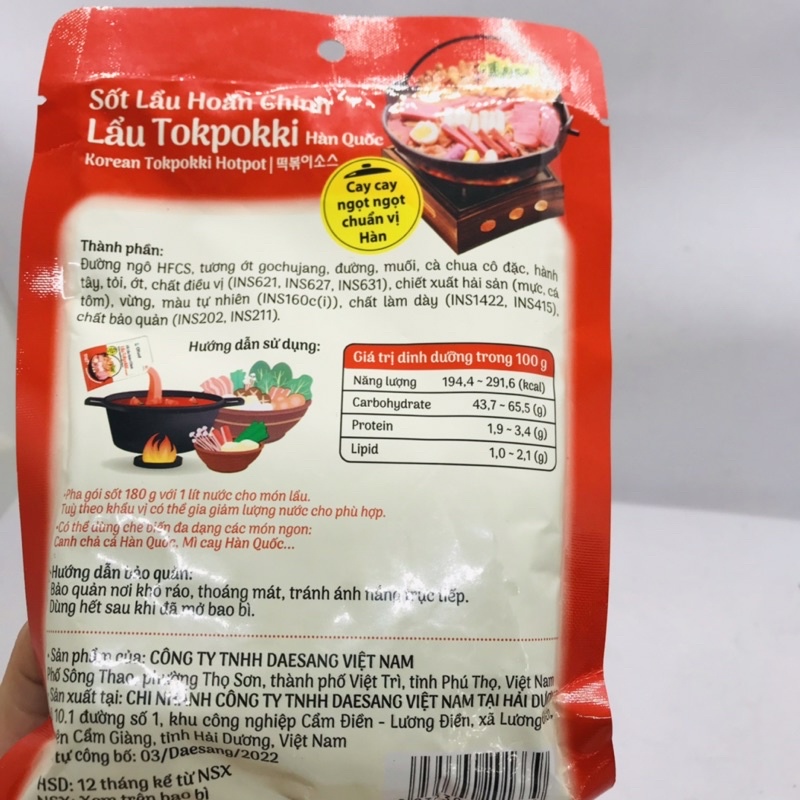 Sốt Lẩu Hoàn Chỉnh
Lẩu Tokpokki Hàn Quốc
Korean Tokpokki Hotpot | 떡볶이소스
Cay cay
ngọt ngọt
chuẩn vị
Hàn
Thành phần:
Đường ngô HFCS, tương ớt gochujang, đường, muối, cà chua cô đặc, hành
tây, tỏi, ớt, chất điều vị (INS621, INS627, INS631), chiết xuất hải sản (mực, cá
tôm), vừng, màu tự nhiên (INS160c(i)), chất làm dày (INS1422, INS415),
chất bảo quản (INS202, INS211).
Hướng dẫn sử dụng:
Giá trị dinh dưỡng trong 100 g
Năng lượng 194,4 ~ 291,6 (kcal)
Carbohydrate 43,7 ~ 65,5 (g)
Protein 1,9 ~ 3,4 (g)
Lipid 1,0 ~ 2,1 (g)
•Pha gói sốt 180 g với 1 lít nước cho món lẩu.
Tuỳ theo khẩu vị có thể gia giảm lượng nước cho phù hợp.
•Có thể dùng chế biến đa dạng các món ngon:
Canh chả cá Hàn Quốc, Mì cay Hàn Quốc...
•Hướng dẫn bảo quản:
Bảo quản nơi khô ráo, thoáng mát, tránh ánh nắng trực tiếp.
Dùng hết sau khi đã mở bao bì.
•Sản phẩm của: CÔNG TY TNHH DAESANG VIỆT NAM
Phố Sông Thao, phường Thọ Sơn, thành phố Việt Trì, tỉnh Phú Thọ, Việt Nam
Sản xuất tại: CHI NHÁNH CÔNG TY TNHH DAESANG VIỆT NAM TẠI HẢI DƯƠNG
10.1 đường số 1, khu công nghiệp Cẩm Điền - Lương Điền, xã Lương
Cẩm Giàng, tỉnh Hải Dương, Việt Nam
tự công bố: 03/Daesang/2022
HSD: 12 tháng kể từ NSX
NSX: Xem trên bao bì